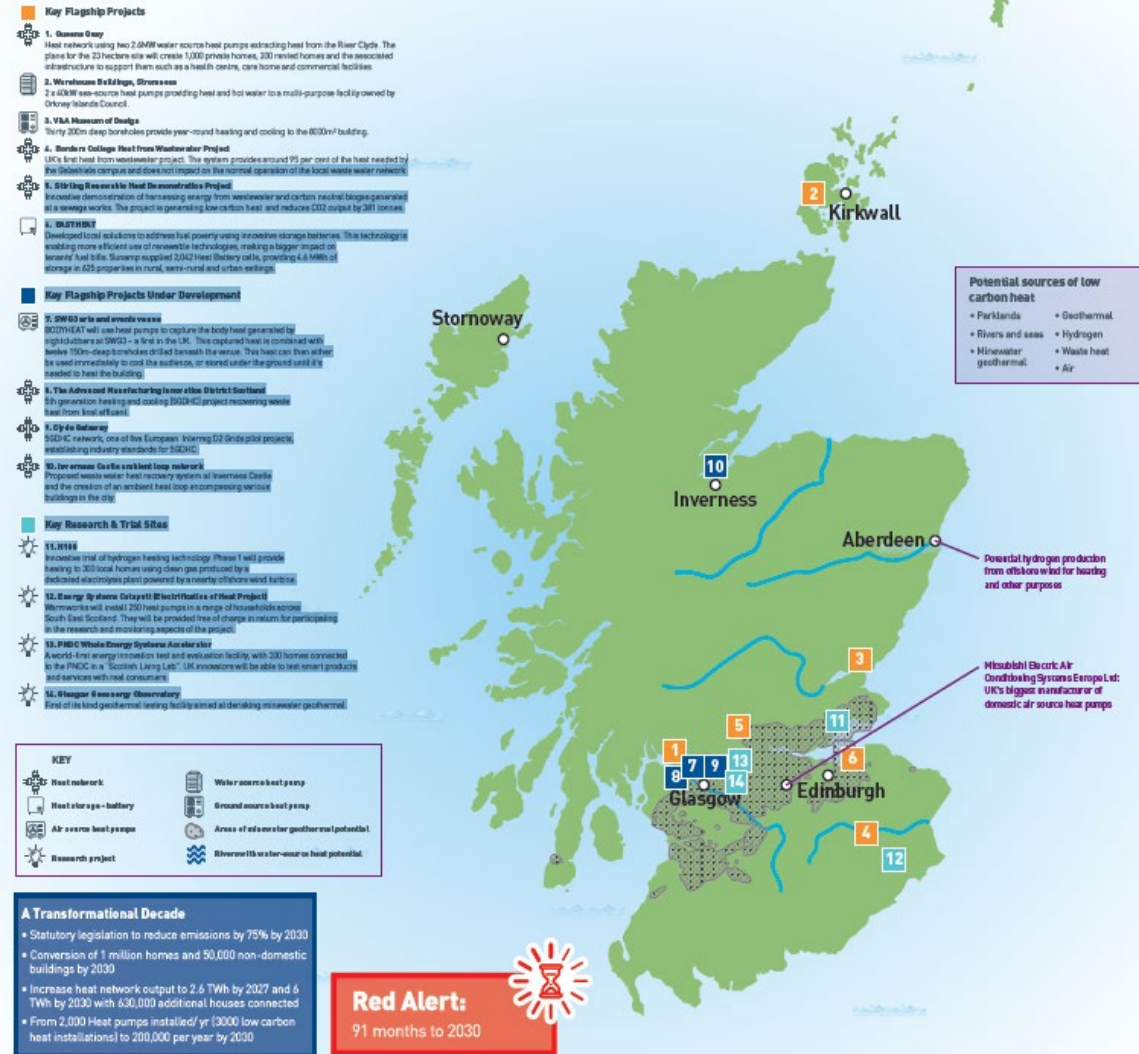 Key Flagship Projects
1. Queens Quay
Heat network using two 2.6MW water source heat pumps extracting heat from the River Clyde. The
plans for the 23 hectare site will create 1,000 private homes, 200 rented homes and the associated
infrastructure to support them such as a health centre, care home and commercial facilities.
2. Warehouse Buildings, Stromness
2 x 40kW sea-source heat pumps providing heat and hot water to a multi-purpose facility owned by
Orkney Islands Council.
3. V&A Museum of Design
Thirty 200m deep boreholes provide year-round heating and cooling to the 8000m² building.
4. Borders College Heat from Wastewater Project
UK's first heat from wastewater project. The system provides around 95 per cent of the heat needed by
the Galashiels campus and does not impact on the normal operation of the local waste water network
5. Stirling Renewable Heat Demonstration Project
Innovative demonstration of harnessing energy from wastewater and carbon neutral biogas generated
at a sewage works. The project is generating low carbon heat and reduces CO2 output by 381 tonnes.
6. EASTHEAT
Developed local solutions to address fuel poverty using innovative storage batteries. This technology is
enabling more efficient use of renewable technologies, making a bigger impact on
tenants' fuel bills. Sunamp supplied 2,042 Heat Battery cells, providing 4.6 MWh of
storage in 625 properties in rural, semi-rural and urban settings.
Key Flagship Projects Under Development
7. SWG3 arts and events venue
BODYHEAT will use heat pumps to capture the body heat generated by
nightclubbers at SWG3 – a first in the UK. This captured heat is combined with
twelve 150m-deep boreholes drilled beneath the venue. This heat can then either
be used immediately to cool the audience, or stored under the ground until it's
needed to heat the building.
8. The Advanced Manufacturing Innovation District Scotland
5th generation heating and cooling (5GDHC) project recovering waste
heat from final effluent.
9. Clyde Gateway
5GDHC network, one of five European Interreg D2 Grids pilot projects,
establishing industry standards for 5GDHC.
10. Inverness Castle ambient loop network
Proposed waste water heat recovery system at Inverness Castle
and the creation of an ambient heat loop encompassing various
buildings in the city
Key Research & Trial Sites
11. H100
Innovative trial of hydrogen heating technology. Phase 1 will provide
heating to 300 local homes using clean gas produced by a
dedicated electrolysis plant powered by a nearby offshore wind turbine.
12. Energy Systems Catapult (Electrification of Heat Project)
Warmworks will install 250 heat pumps in a range of households across
South East Scotland. They will be provided free of charge in return for participating
in the research and monitoring aspects of the project.
13. PNDC Whole Energy Systems Accelerator
A world-first energy innovation test and evaluation facility, with 200 homes connected
to the PNDC in a "Scottish Living Lab". UK innovators will be able to test smart products
and services with real consumers.
14. Glasgow Geoenergy Observatory
First of its kind geothermal testing facility aimed at derisking minewater geothermal.
KEY
Heat network
Heat storage - battery
Air source heat pumps
Research project
Water source heat pump
Ground source heat pump
Areas of minewater geothermal potential
Rivers with water-source heat potential
A Transformational Decade
• Statutory legislation to reduce emissions by 75% by 2030
• Conversion of 1 million homes and 50,000 non-domestic
buildings by 2030
• Increase heat network output to 2.6 TWh by 2027 and 6
TWh by 2030 with 630,000 additional houses connected
• From 2,000 Heat pumps installed/ yr (3000 low carbon
heat installations) to 200,000 per year by 2030
Red Alert:
91 months to 2030
2
Kirkwall
Stornoway
10
Inverness
Aberdeen
3
5
11
1
7
9
13
6
8
14
Glasgow
Edinburgh
4
12
Potential sources of low
carbon heat
• Parklands
• Rivers and seas
• Minewater
geothermal
• Geothermal
• Hydrogen
• Waste heat
• Air
Potential hydrogen production
from offshore wind for heating
and other purposes
Mitsubishi Electric Air
Conditioning Systems Europe Ltd:
UK's biggest manufacturer of
domestic air source heat pumps